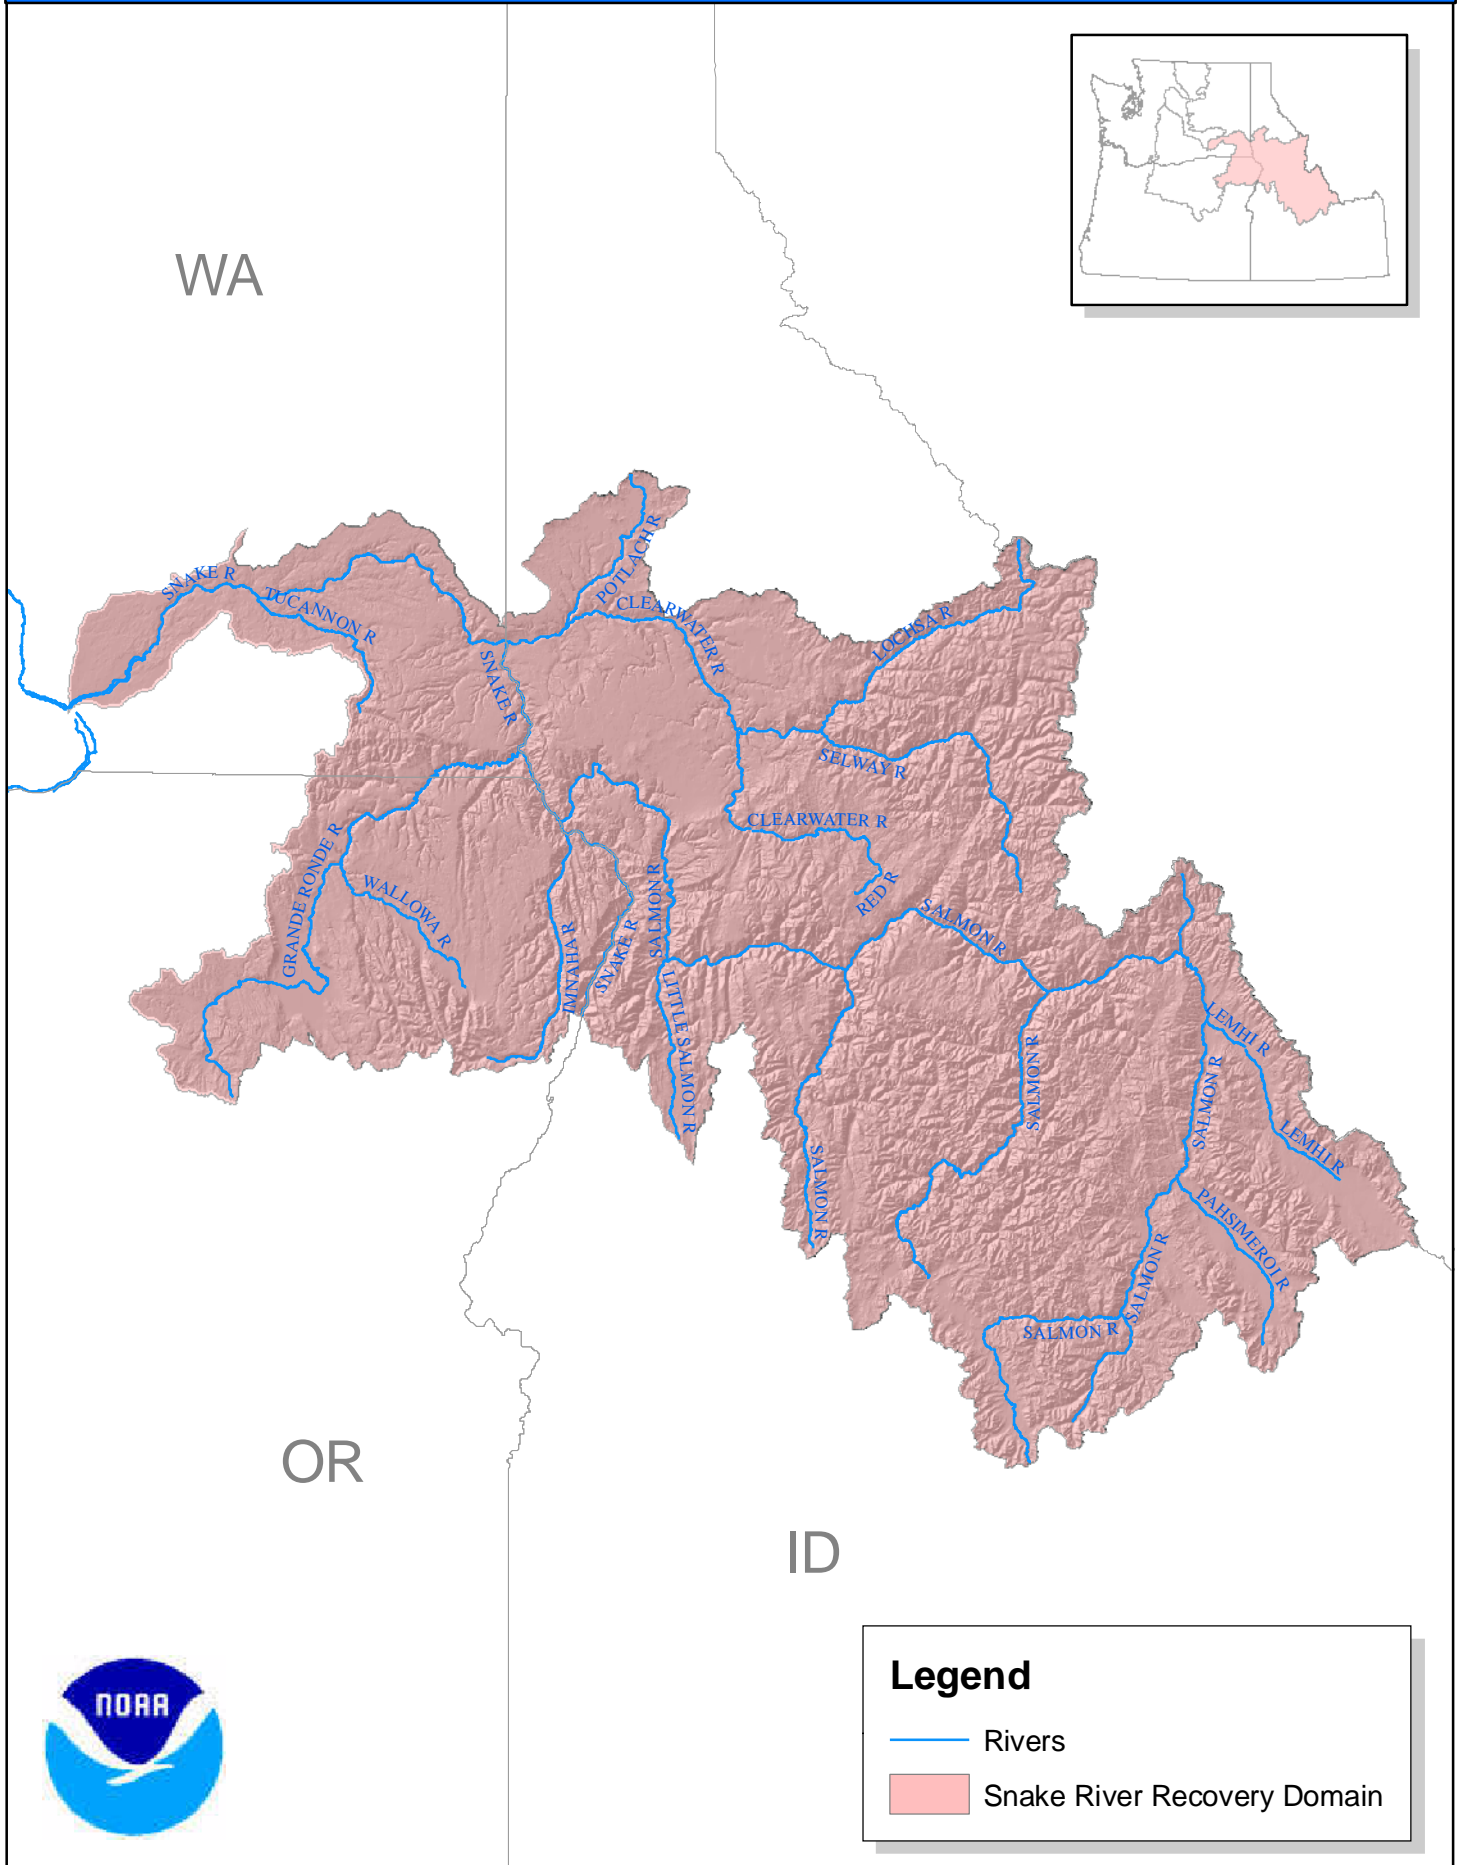 WA
POTLACH R
SNAKE R
TUCANNON R
CLEARWATER R
LOCHSA R
SNAKE R
SELWAY R
CLEARWATER R
GRANDE RONDE R
WALLOWA R
RED R
SALMON R
SALMON R
IMNAHA R
SNAKE R
LITTLE SALMON R
LEMHI R
SALMON R
SALMON R
LEMHI R
SALMON R
PAHSIMEROI R
SALMON R
SALMON R
OR
ID
NOAA
Legend
Rivers
Snake River Recovery Domain